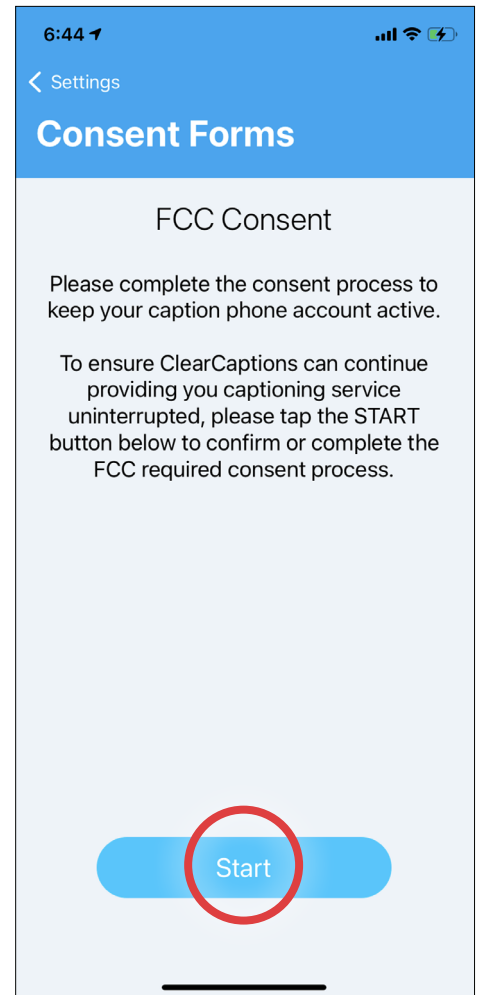 6:44
Settings
Consent Forms
FCC Consent
Please complete the consent process to
keep your caption phone account active.
To ensure ClearCaptions can continue
providing you captioning service
uninterrupted, please tap the START
button below to confirm or complete the
FCC required consent process.
Start